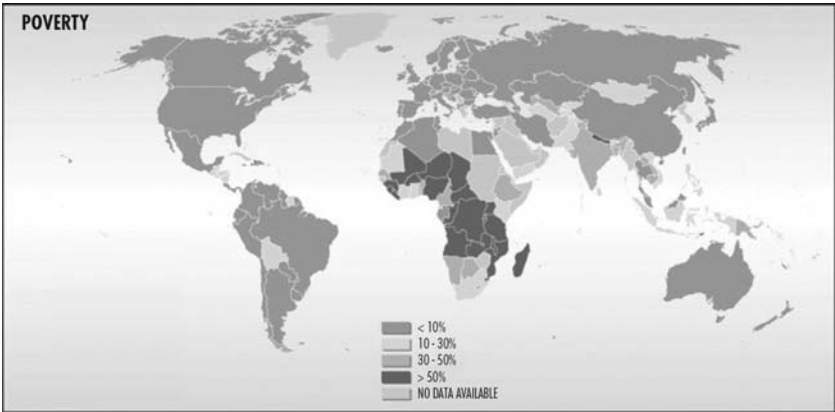 POVERTY
< 10%
10 - 30%
30 - 50%
> 50%
NO DATA AVAILABLE